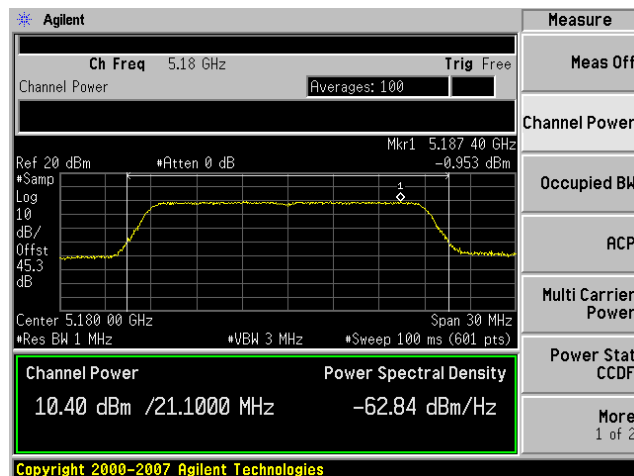 Agilent
Measure
Ch Freq 5.18 GHz Trig Free
Channel Power Averages: 100
Meas Off
Channel Power
Mkr1 5.187 40 GHz
Ref 20 dBm #Atten 0 dB -0.953 dBm
#Samp
Log
10
dB/
Offst
45.3
dB
1
Occupied BW
ACP
Center 5.180 00 GHz Span 30 MHz
#Res BW 1 MHz #VBW 3 MHz #Sweep 100 ms (601 pts)
Multi Carrier
Power
Channel Power Power Spectral Density
10.40 dBm /21.1000 MHz -62.84 dBm/Hz
Power Stat
CCDF
More
1 of 2
Copyright 2000-2007 Agilent Technologies